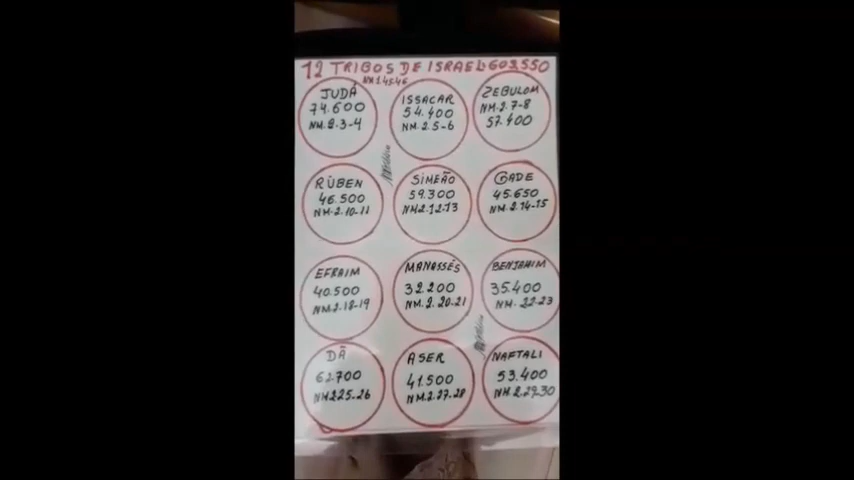 12 TRIBOS DE ISRAEL: 603550
NM 1.45.46
JUDÁ
74.600
NM. 2.3-4
ISSACAR
54.400
NM. 2.5-6
ZEBULOM
NM. 2.7-8
57.400
RÚBEN
46.500
NM. 2.10-11
SIMEÃO
59.300
NM 2.12.13
GADE
45.650
NM. 2.14-15
EFRAIM
40.500
NM. 2.18-19
MANASSÉS
32.200
NM. 2. 20-21
BENJAMIM
35.400
NM. 22-23
DÃ
62.700
NM 225-26
ASER
41.500
NM. 2.27.28
NAFTALI
53.400
NM. 2.29-30